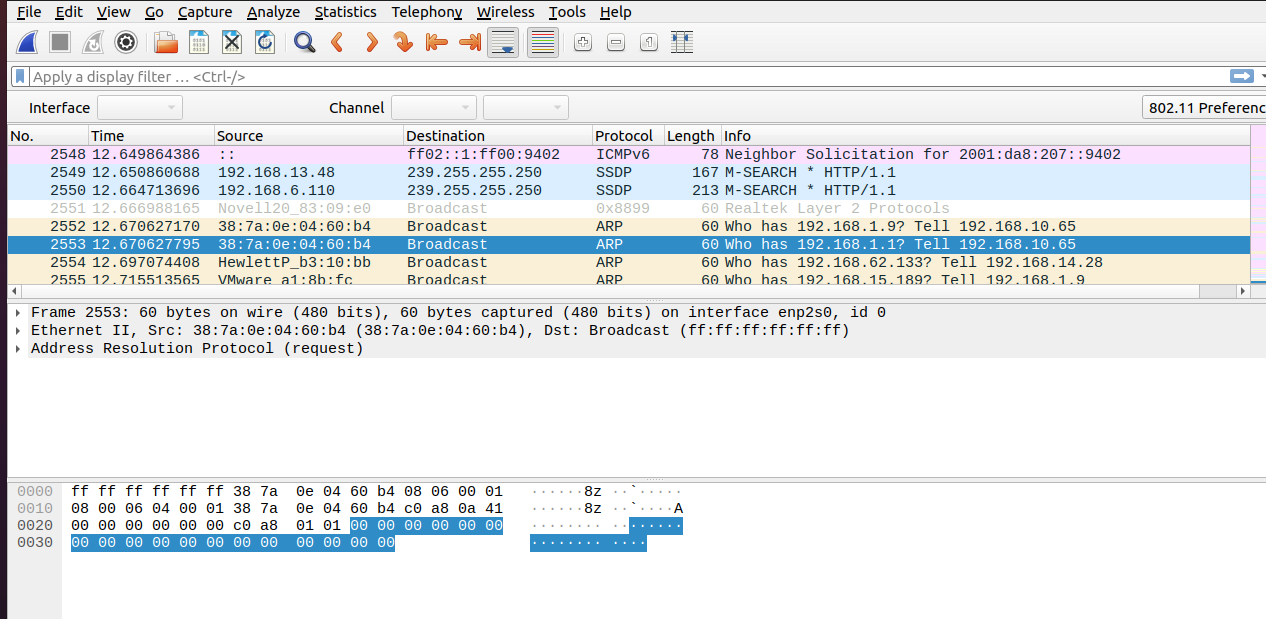 File Edit View Go Capture Analyze Statistics Telephony Wireless Tools Help
Apply a display filter … <Ctrl-/>
Interface Channel 802.11 Preferenc
No. Time Source Destination Protocol Length Info
2548 12.649864386 :: ff02::1:ff00:9402 ICMPv6 78 Neighbor Solicitation for 2001:da8:207::9402
2549 12.650860688 192.168.13.48 239.255.255.250 SSDP 167 M-SEARCH * HTTP/1.1
2550 12.664713696 192.168.6.110 239.255.255.250 SSDP 213 M-SEARCH * HTTP/1.1
2551 12.666988165 Novell20_83:09:e0 Broadcast 0x8899 60 Realtek Layer 2 Protocols
2552 12.670627170 38:7a:0e:04:60:b4 Broadcast ARP 60 Who has 192.168.1.9? Tell 192.168.10.65
2553 12.670627795 38:7a:0e:04:60:b4 Broadcast ARP 60 Who has 192.168.1.1? Tell 192.168.10.65
2554 12.697074408 HewlettP_b3:10:bb Broadcast ARP 60 Who has 192.168.62.133? Tell 192.168.14.28
2555 12.715513565 VMware_a1:8b:fc Broadcast ARP 60 Who has 192.168.15.189? Tell 192.168.1.9
Frame 2553: 60 bytes on wire (480 bits), 60 bytes captured (480 bits) on interface enp2s0, id 0
Ethernet II, Src: 38:7a:0e:04:60:b4 (38:7a:0e:04:60:b4), Dst: Broadcast (ff:ff:ff:ff:ff:ff)
Address Resolution Protocol (request)
0000 ff ff ff ff ff ff 38 7a 0e 04 60 b4 08 06 00 01 ······8z ··`·····
0010 08 00 06 04 00 01 38 7a 0e 04 60 b4 c0 a8 0a 41 ······8z ··`····A
0020 00 00 00 00 00 00 c0 a8 01 01 00 00 00 00 00 00 ········ ········
0030 00 00 00 00 00 00 00 00 00 00 00 00 ········ ····